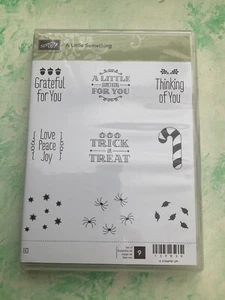 A Little Something
Grateful
for You
A LITTLE
SOMETHING
FOR YOU
Thinking
of You
Love
Peace
Joy
TRICK
OR
TREAT
9